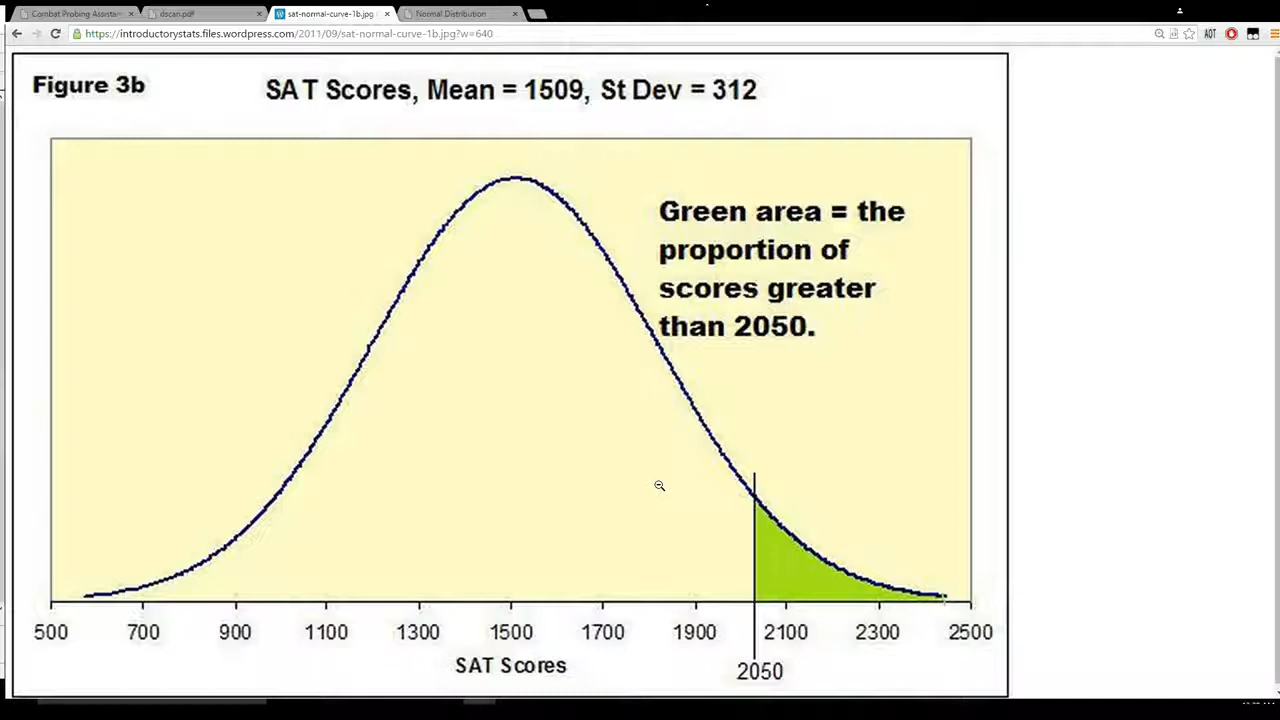 Combat Probing Assistan
dscan.pdf
sat-normal-curve-1b.jpg
Normal Distribution
https://introductorystats.files.wordpress.com/2011/09/sat-normal-curve-1b.jpg?w=640
AOT
Figure 3b
SAT Scores, Mean = 1509, St Dev = 312
Green area = the
proportion of
scores greater
than 2050.
500 700 900 1100 1300 1500 1700 1900 2100 2300 2500
SAT Scores
2050